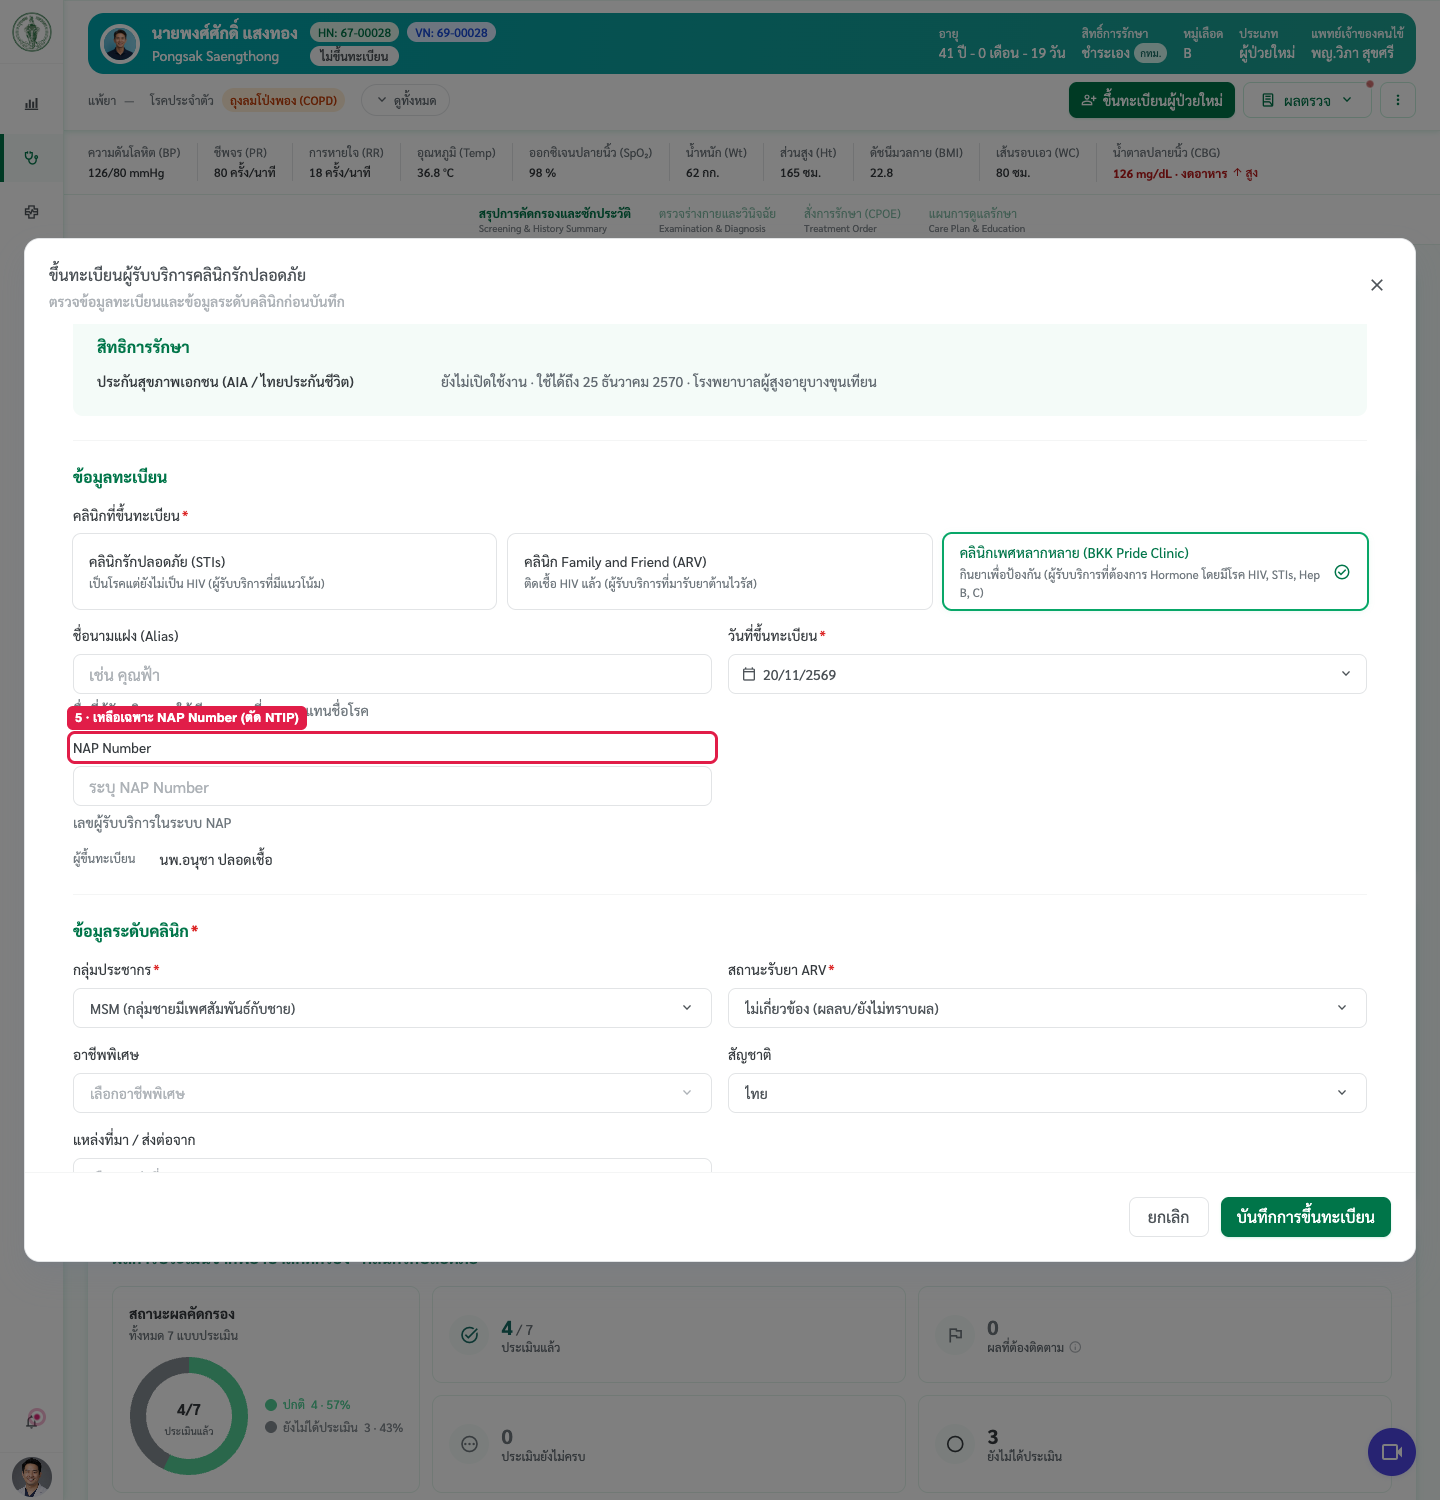 นายพงศ์ศักดิ์ แสงทอง
HN: 67-00028
VN: 69-00028
Pongsak Saengthong
ไม่ขึ้นทะเบียน
อายุ
41 ปี - 0 เดือน - 19 วัน
สิทธิ์การรักษา
ชำระเอง กทม.
หมู่เลือด
B
ประเภท
ผู้ป่วยใหม่
แพทย์เจ้าของคนไข้
พญ.วิภา สุขศรี
แพ้ยา —
โรคประจำตัว ถุงลมโป่งพอง (COPD)
ดูทั้งหมด
ขึ้นทะเบียนผู้ป่วยใหม่
ผลตรวจ
ความดันโลหิต (BP)
126/80 mmHg
ชีพจร (PR)
80 ครั้ง/นาที
การหายใจ (RR)
18 ครั้ง/นาที
อุณหภูมิ (Temp)
36.8 °C
ออกซิเจนปลายนิ้ว (SpO₂)
98 %
น้ำหนัก (Wt)
62 กก.
ส่วนสูง (Ht)
165 ซม.
ดัชนีมวลกาย (BMI)
22.8
เส้นรอบเอว (WC)
80 ซม.
น้ำตาลปลายนิ้ว (CBG)
126 mg/dL · งดอาหาร ↑ สูง
สรุปการคัดกรองและซักประวัติ
Screening & History Summary
ตรวจร่างกายและวินิจฉัย
Examination & Diagnosis
สั่งการรักษา (CPOE)
Treatment Order
แผนการดูแลรักษา
Care Plan & Education
ขึ้นทะเบียนผู้รับบริการคลินิกรักปลอดภัย
ตรวจข้อมูลทะเบียนและข้อมูลระดับคลินิกก่อนบันทึก
สิทธิการรักษา
ประกันสุขภาพเอกชน (AIA / ไทยประกันชีวิต)
ยังไม่เปิดใช้งาน · ใช้ได้ถึง 25 ธันวาคม 2570 · โรงพยาบาลผู้สูงอายุบางขุนเทียน
ข้อมูลทะเบียน
คลินิกที่ขึ้นทะเบียน*
คลินิกรักปลอดภัย (STIs)
เป็นโรคแต่ยังไม่เป็น HIV (ผู้รับบริการที่มีแนวโน้ม)
คลินิก Family and Friend (ARV)
ติดเชื้อ HIV แล้ว (ผู้รับบริการที่มารับยาต้านไวรัส)
คลินิกเพศหลากหลาย (BKK Pride Clinic)
กินยาเพื่อป้องกัน (ผู้รับบริการที่ต้องการ Hormone โดยมีโรค HIV, STIs, Hep
B, C)
ชื่อนามแฝง (Alias)
เช่น คุณฟ้า
วันที่ขึ้นทะเบียน*
20/11/2569
แทนชื่อโรค
5 · เหลือเฉพาะ NAP Number (ตัด NTIP)
NAP Number
ระบุ NAP Number
เลขผู้รับบริการในระบบ NAP
ผู้ขึ้นทะเบียน
นพ.อนุชา ปลอดเชื้อ
ข้อมูลระดับคลินิก*
กลุ่มประชากร*
MSM (กลุ่มชายมีเพศสัมพันธ์กับชาย)
สถานะรับยา ARV*
ไม่เกี่ยวข้อง (ผลลบ/ยังไม่ทราบผล)
อาชีพพิเศษ
เลือกอาชีพพิเศษ
สัญชาติ
ไทย
แหล่งที่มา / ส่งต่อจาก
ยกเลิก
บันทึกการขึ้นทะเบียน
สถานะผลคัดกรอง
ทั้งหมด 7 แบบประเมิน
4/7
ประเมินแล้ว
ปกติ 4 · 57%
ยังไม่ได้ประเมิน 3 · 43%
4 / 7
ประเมินแล้ว
0
ผลที่ต้องติดตาม
0
ประเมินยังไม่ครบ
3
ยังไม่ได้ประเมิน